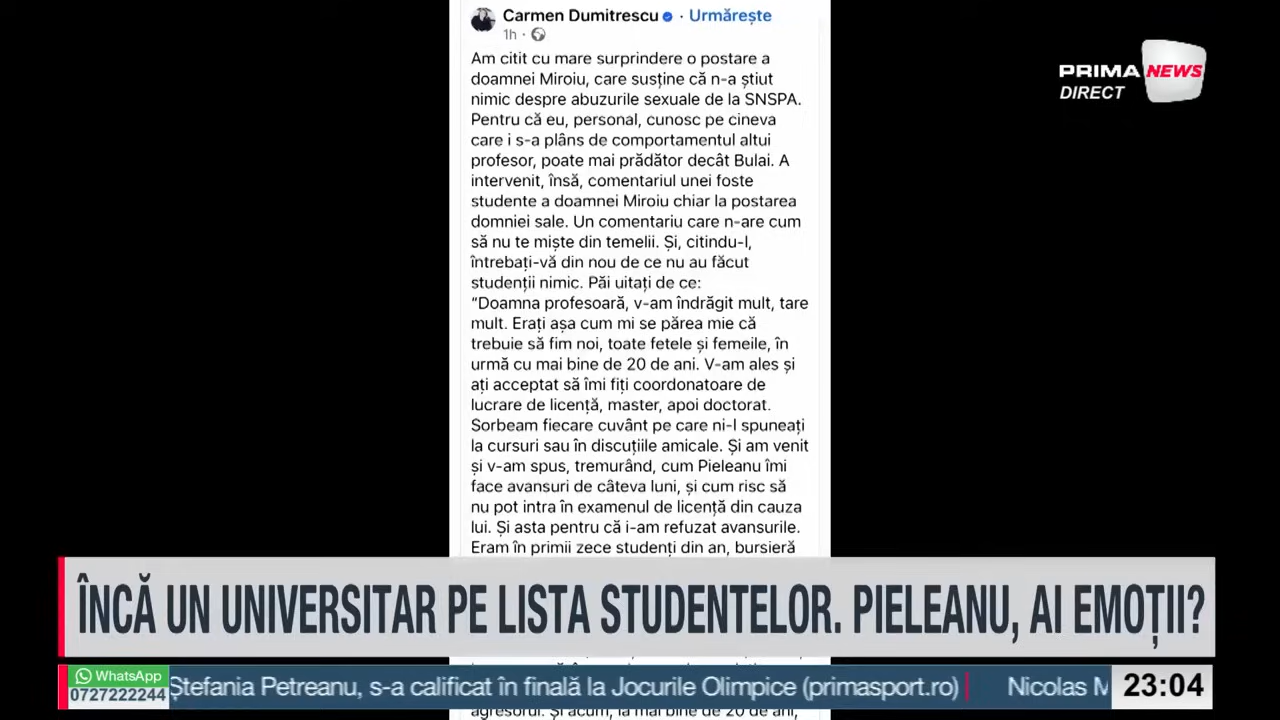 Carmen Dumitrescu · Urmărește
1h ·
Am citit cu mare surprindere o postare a
doamnei Miroiu, care susține că n-a știut
nimic despre abuzurile sexuale de la SNSPA.
Pentru că eu, personal, cunosc pe cineva
care i s-a plâns de comportamentul altui
profesor, poate mai prădător decât Bulai. A
intervenit, însă, comentariul unei foste
studente a doamnei Miroiu chiar la postarea
domniei sale. Un comentariu care n-are cum
să nu te miște din temelii. Și, citindu-l,
întrebați-vă din nou de ce nu au făcut
studenții nimic. Păi uitați de ce:
“Doamna profesoară, v-am îndrăgit mult, tare
mult. Erați așa cum mi se părea mie că
trebuie să fim noi, toate fetele și femeile, în
urmă cu mai bine de 20 de ani. V-am ales și
ați acceptat să îmi fiți coordonatoare de
lucrare de licență, master, apoi doctorat.
Sorbeam fiecare cuvânt pe care ni-l spuneați
la cursuri sau în discuțiile amicale. Și am venit
și v-am spus, tremurând, cum Pieleanu îmi
face avansuri de câteva luni, și cum risc să
nu pot intra în examenul de licență din cauza
lui. Și asta pentru că i-am refuzat avansurile.
Eram în primii zece studenți din an, bursieră
PRIMA NEWS
DIRECT
ÎNCĂ UN UNIVERSITAR PE LISTA STUDENTELOR. PIELEANU, AI EMOȚII?
WhatsApp
0727222244
Ștefania Petreanu, s-a calificat în finală la Jocurile Olimpice (primasport.ro) | Nicolas M
23:04
agresorul. Și acum, la mai bine de 20 de ani,